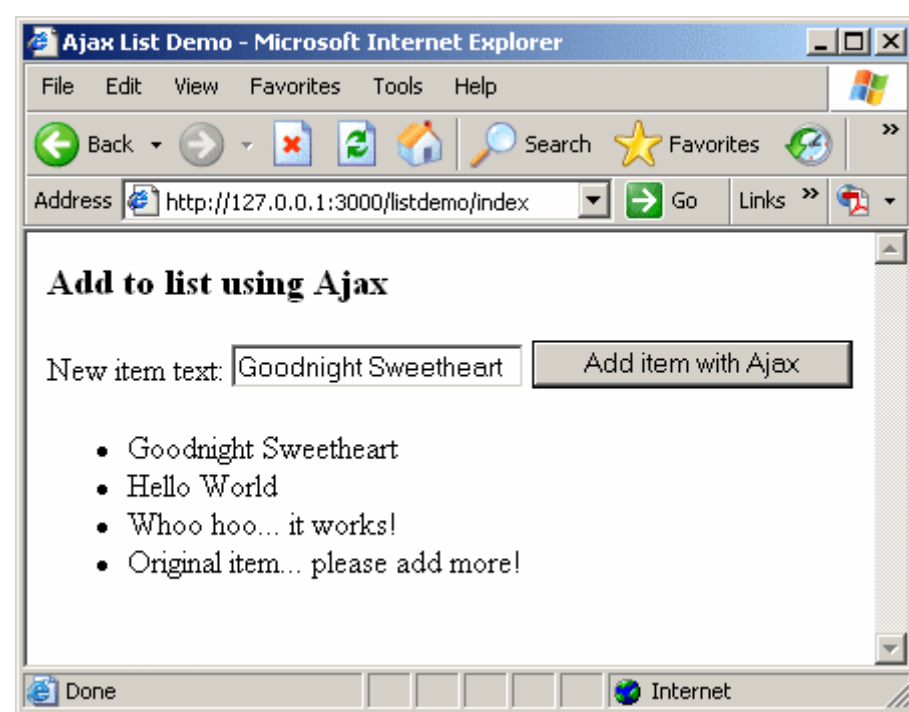 Ajax List Demo - Microsoft Internet Explorer
File Edit View Favorites Tools Help
Back Search Favorites »
Address http://127.0.0.1:3000/listdemo/index Go Links »
Add to list using Ajax
New item text: Goodnight Sweetheart Add item with Ajax
• Goodnight Sweetheart
• Hello World
• Whoo hoo... it works!
• Original item... please add more!
Done Internet